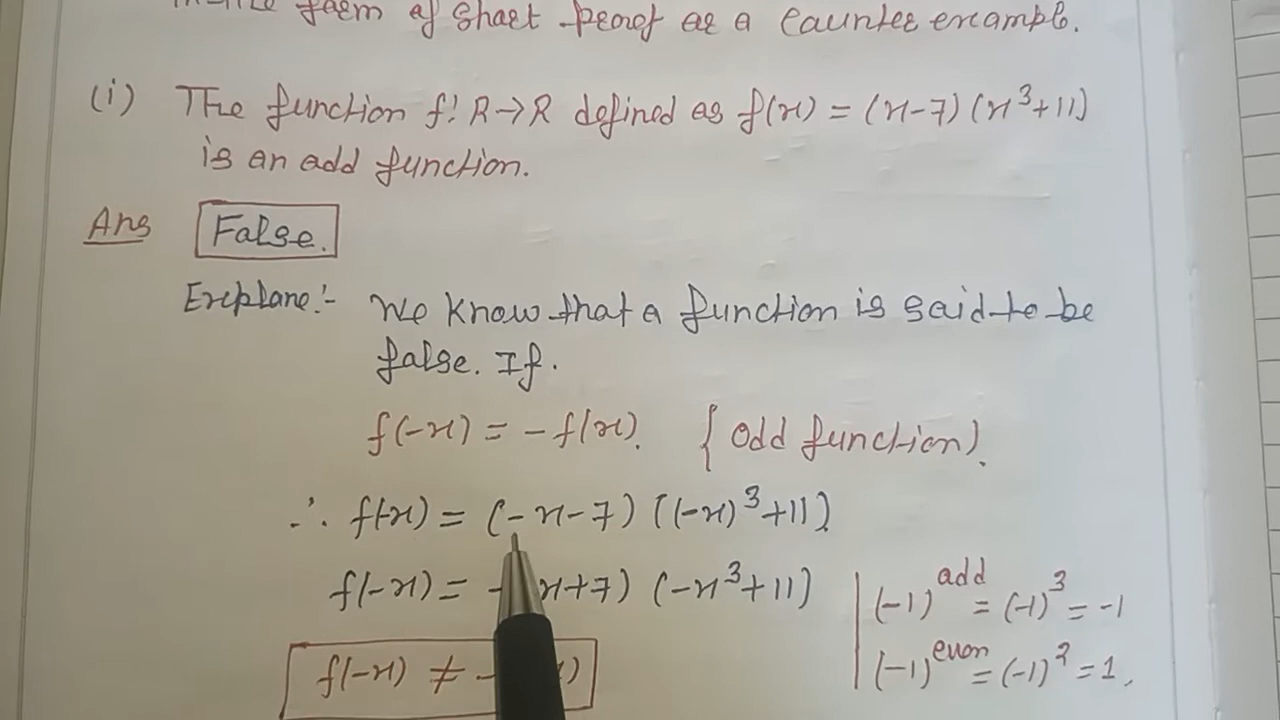 form of Short proof or a Counter example.
(i) The function f: R→R defined as f(x) = (x-7)(x³+11)
is an add function.
Ans False.
Explane:- We know that a function is said to be
false. If.
f(-x) = -f(x). { Odd function).
∴ f(-x) = (-x-7) [(-x)³+11].
f(-x) = - x+7) (-x³+11)
(-1)^add = (-1)³ = -1
(-1)^even = (-1)² = 1.
f(-x) ≠ - )